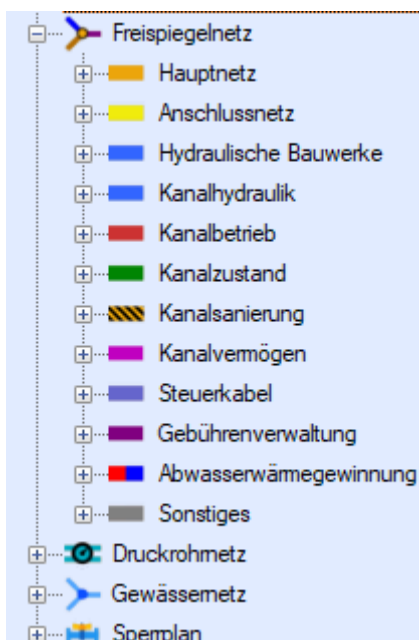 Freispiegelnetz
Hauptnetz
Anschlussnetz
Hydraulische Bauwerke
Kanalhydraulik
Kanalbetrieb
Kanalzustand
Kanalsanierung
Kanalvermögen
Steuerkabel
Gebührenverwaltung
Abwasserwärmegewinnung
Sonstiges
Druckrohrnetz
Gewässernetz
Sperrplan